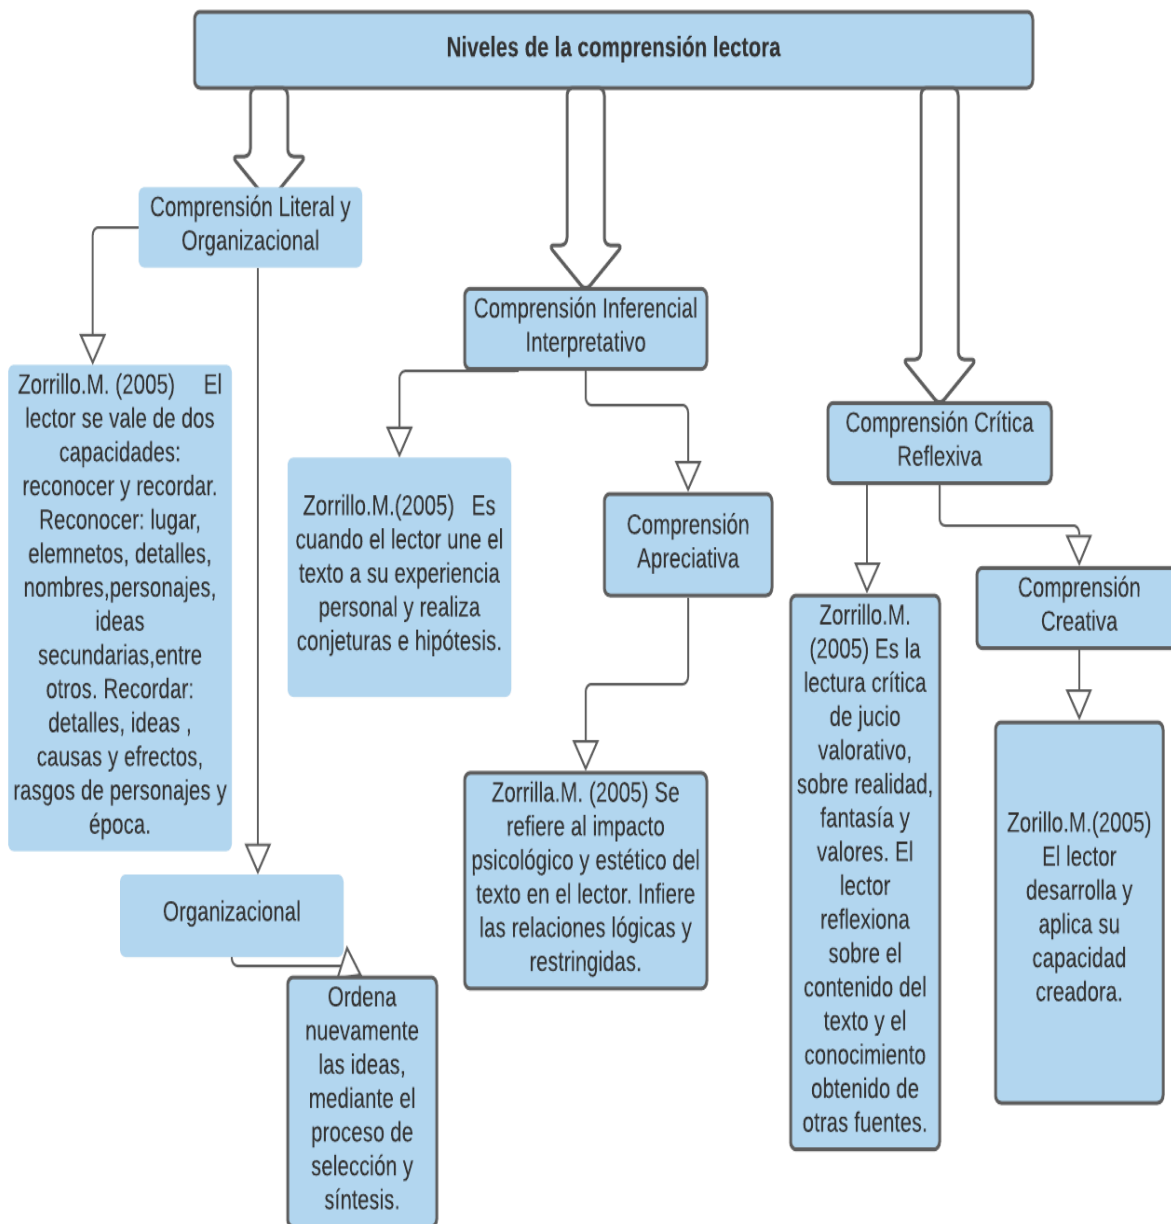 Niveles de la comprensión lectora
Comprensión Literal y
Organizacional
Zorrillo.M. (2005) El
lector se vale de dos
capacidades:
reconocer y recordar.
Reconocer: lugar,
elemnetos, detalles,
nombres,personajes,
ideas
secundarias,entre
otros. Recordar:
detalles, ideas ,
causas y efrectos,
rasgos de personajes y
época.
Organizacional
Ordena
nuevamente
las ideas,
mediante el
proceso de
selección y
síntesis.
Comprensión Inferencial
Interpretativo
Zorrillo.M.(2005) Es
cuando el lector une el
texto a su experiencia
personal y realiza
conjeturas e hipótesis.
Comprensión
Apreciativa
Zorrilla.M. (2005) Se
refiere al impacto
psicológico y estético del
texto en el lector. Infiere
las relaciones lógicas y
restringidas.
Comprensión Crítica
Reflexiva
Zorrillo.M.
(2005) Es la
lectura crítica
de jucio
valorativo,
sobre realidad,
fantasía y
valores. El
lector
reflexiona
sobre el
contenido del
texto y el
conocimiento
obtenido de
otras fuentes.
Comprensión
Creativa
Zorillo.M.(2005)
El lector
desarrolla y
aplica su
capacidad
creadora.